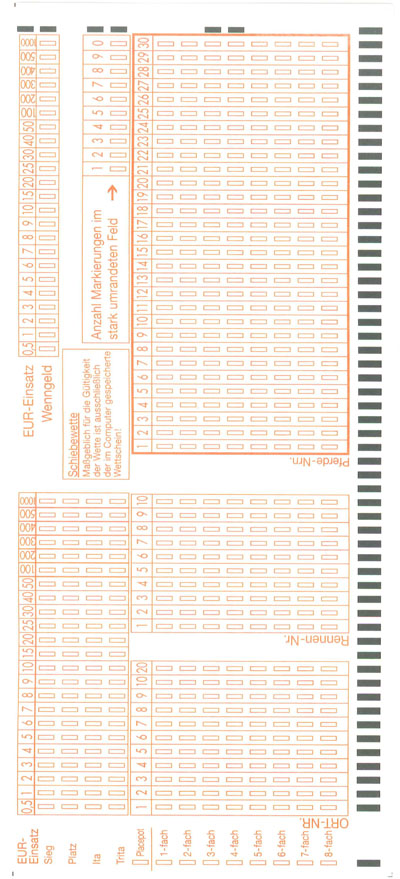 EUR-
Einsatz
0,5 1 2 3 4 5 6 7 8 9 10 15 20 25 30 40 50 100 200 300 400 500
Sieg
Platz
Ita
Trita
EUR-Einsatz 0,5 1 2 3 4 5 6 7 8 9 10 15 20 25 30 40 50 100 200 300 400 500
Wenngeld
Schiebewette
Maßgeblich für die Gültigkeit
der Wette ist ausschließlich
der im Computer gespeicherte
Wettschein!
Anzahl Markierungen im
stark umrandeten Feld →
1 2 3 4 5 6 7 8 9 0
Parcepol
1 2 3 4 5 6 7 8 9 10 20
1 2 3 4 5 6 7 8 9 10
1 2 3 4 5 6 7 8 9 10 11 12 13 14 15 16 17 18 19 20 21 22 23 24 25 26 27 28 29 30
1-fach
2-fach
3-fach
4-fach
5-fach
6-fach
7-fach
8-fach
ORT-NR.
Rennen-Nr.
Pferde-Nrn.